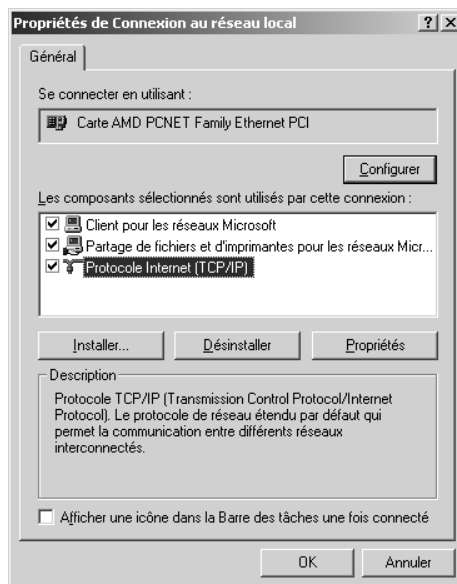 Propriétés de Connexion au réseau local
Général
Se connecter en utilisant :
Carte AMD PCNET Family Ethernet PCI
Configurer
Les composants sélectionnés sont utilisés par cette connexion :
Client pour les réseaux Microsoft
Partage de fichiers et d'imprimantes pour les réseaux Micr...
Protocole Internet (TCP/IP)
Installer... Désinstaller Propriétés
Description
Protocole TCP/IP (Transmission Control Protocol/Internet
Protocol). Le protocole de réseau étendu par défaut qui
permet la communication entre différents réseaux
interconnectés.
Afficher une icône dans la Barre des tâches une fois connecté
OK Annuler